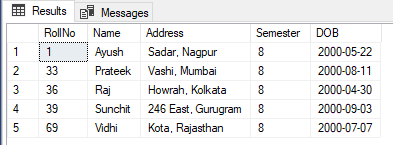 Results Messages
RollNo Name Address Semester DOB
1 1 Ayush Sadar, Nagpur 8 2000-05-22
2 33 Prateek Vashi, Mumbai 8 2000-08-11
3 36 Raj Howrah, Kolkata 8 2000-04-30
4 39 Sunchit 246 East, Gurugram 8 2000-09-03
5 69 Vidhi Kota, Rajasthan 8 2000-07-07